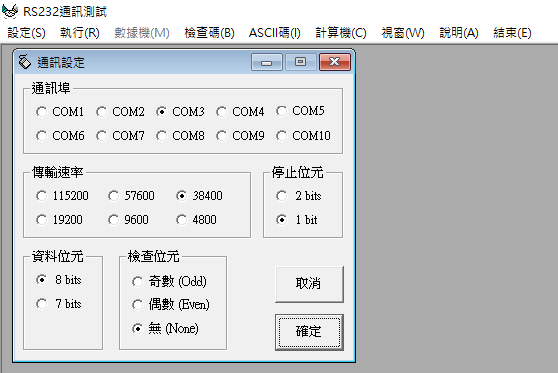 RS232通訊測試
設定(S) 執行(R) 數據機(M) 檢查碼(B) ASCII碼(I) 計算機(C) 視窗(W) 說明(A) 結束(E)
通訊設定
通訊埠
COM1 COM2 COM3 COM4 COM5
COM6 COM7 COM8 COM9 COM10
傳輸速率
115200 57600 38400
19200 9600 4800
停止位元
2 bits
1 bit
資料位元
8 bits
7 bits
檢查位元
奇數 (Odd)
偶數 (Even)
無 (None)
取消
確定